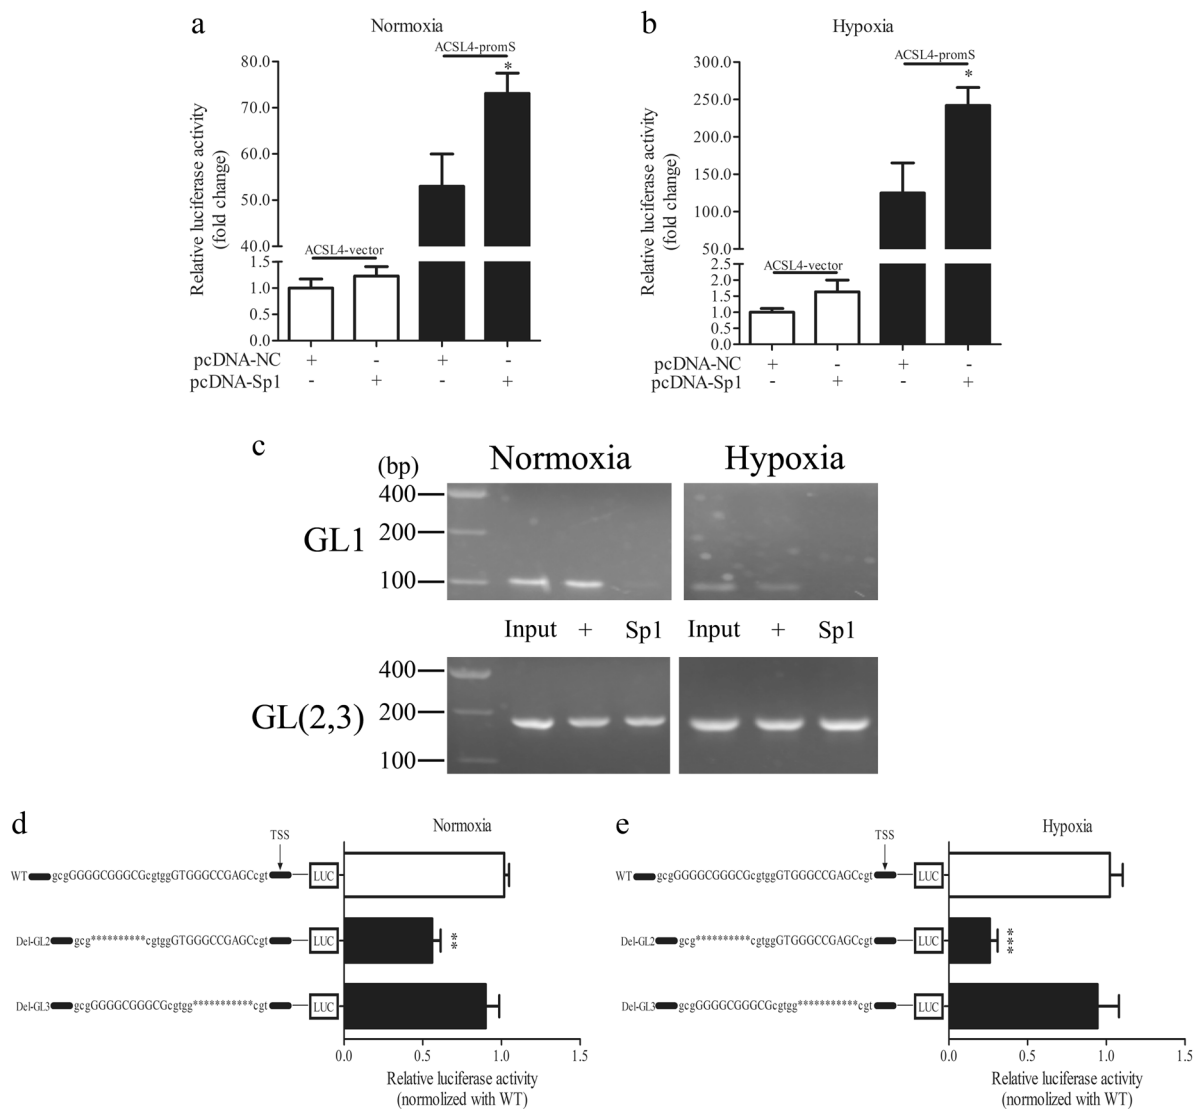 a
Normoxia
Relative luciferase activity
(fold change)
80.0
70.0
60.0
50.0
40.0
1.5
1.0
0.5
0.0
ACSL4-promS
*
ACSL4-vector
pcDNA-NC + - + -
pcDNA-Sp1 - + - +
b
Hypoxia
Relative luciferase activity
(fold change)
300.0
250.0
200.0
150.0
100.0
50.0
2.5
2.0
1.5
1.0
0.5
0.0
ACSL4-promS
*
ACSL4-vector
pcDNA-NC + - + -
pcDNA-Sp1 - + - +
c
(bp) Normoxia Hypoxia
400
GL1 200
100
Input + Sp1 Input + Sp1
400
GL(2,3) 200
100
d
Normoxia
TSS
WT gcgGGGGCGGGCGcgtggGTGGGCCGAGCcgt LUC
Del-GL2 gcg**********cgtggGTGGGCCGAGCcgt LUC **
Del-GL3 gcgGGGGCGGGCGcgtgg***********cgt LUC
0.0 0.5 1.0 1.5
Relative luciferase activity
(normolized with WT)
e
Hypoxia
TSS
WT gcgGGGGCGGGCGcgtggGTGGGCCGAGCcgt LUC
Del-GL2 gcg**********cgtggGTGGGCCGAGCcgt LUC ***
Del-GL3 gcgGGGGCGGGCGcgtgg***********cgt LUC
0.0 0.5 1.0 1.5
Relative luciferase activity
(normolized with WT)